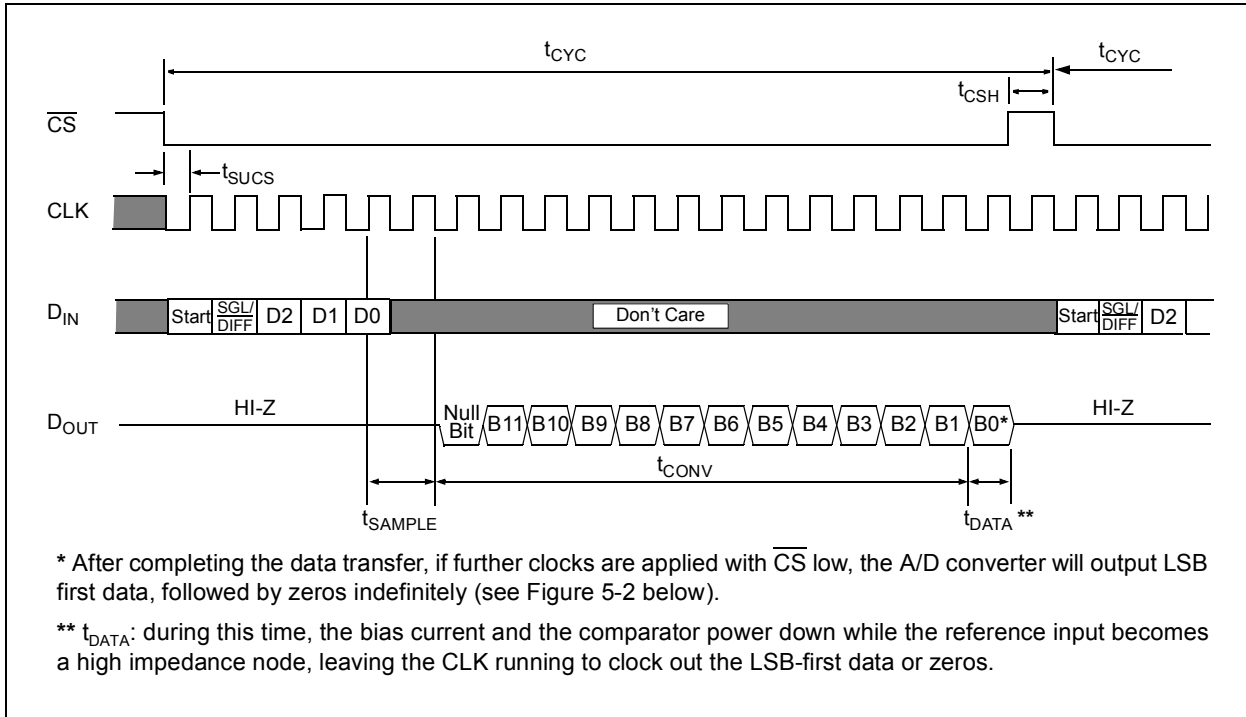 tCYC
tCYC
tCSH
CS
tSUCS
CLK
DIN
Start SGL/DIFF D2 D1 D0
Don't Care
Start SGL/DIFF D2
DOUT
HI-Z
Null Bit B11 B10 B9 B8 B7 B6 B5 B4 B3 B2 B1 B0*
HI-Z
tCONV
tSAMPLE
tDATA **
* After completing the data transfer, if further clocks are applied with CS low, the A/D converter will output LSB
first data, followed by zeros indefinitely (see Figure 5-2 below).
** tDATA: during this time, the bias current and the comparator power down while the reference input becomes
a high impedance node, leaving the CLK running to clock out the LSB-first data or zeros.